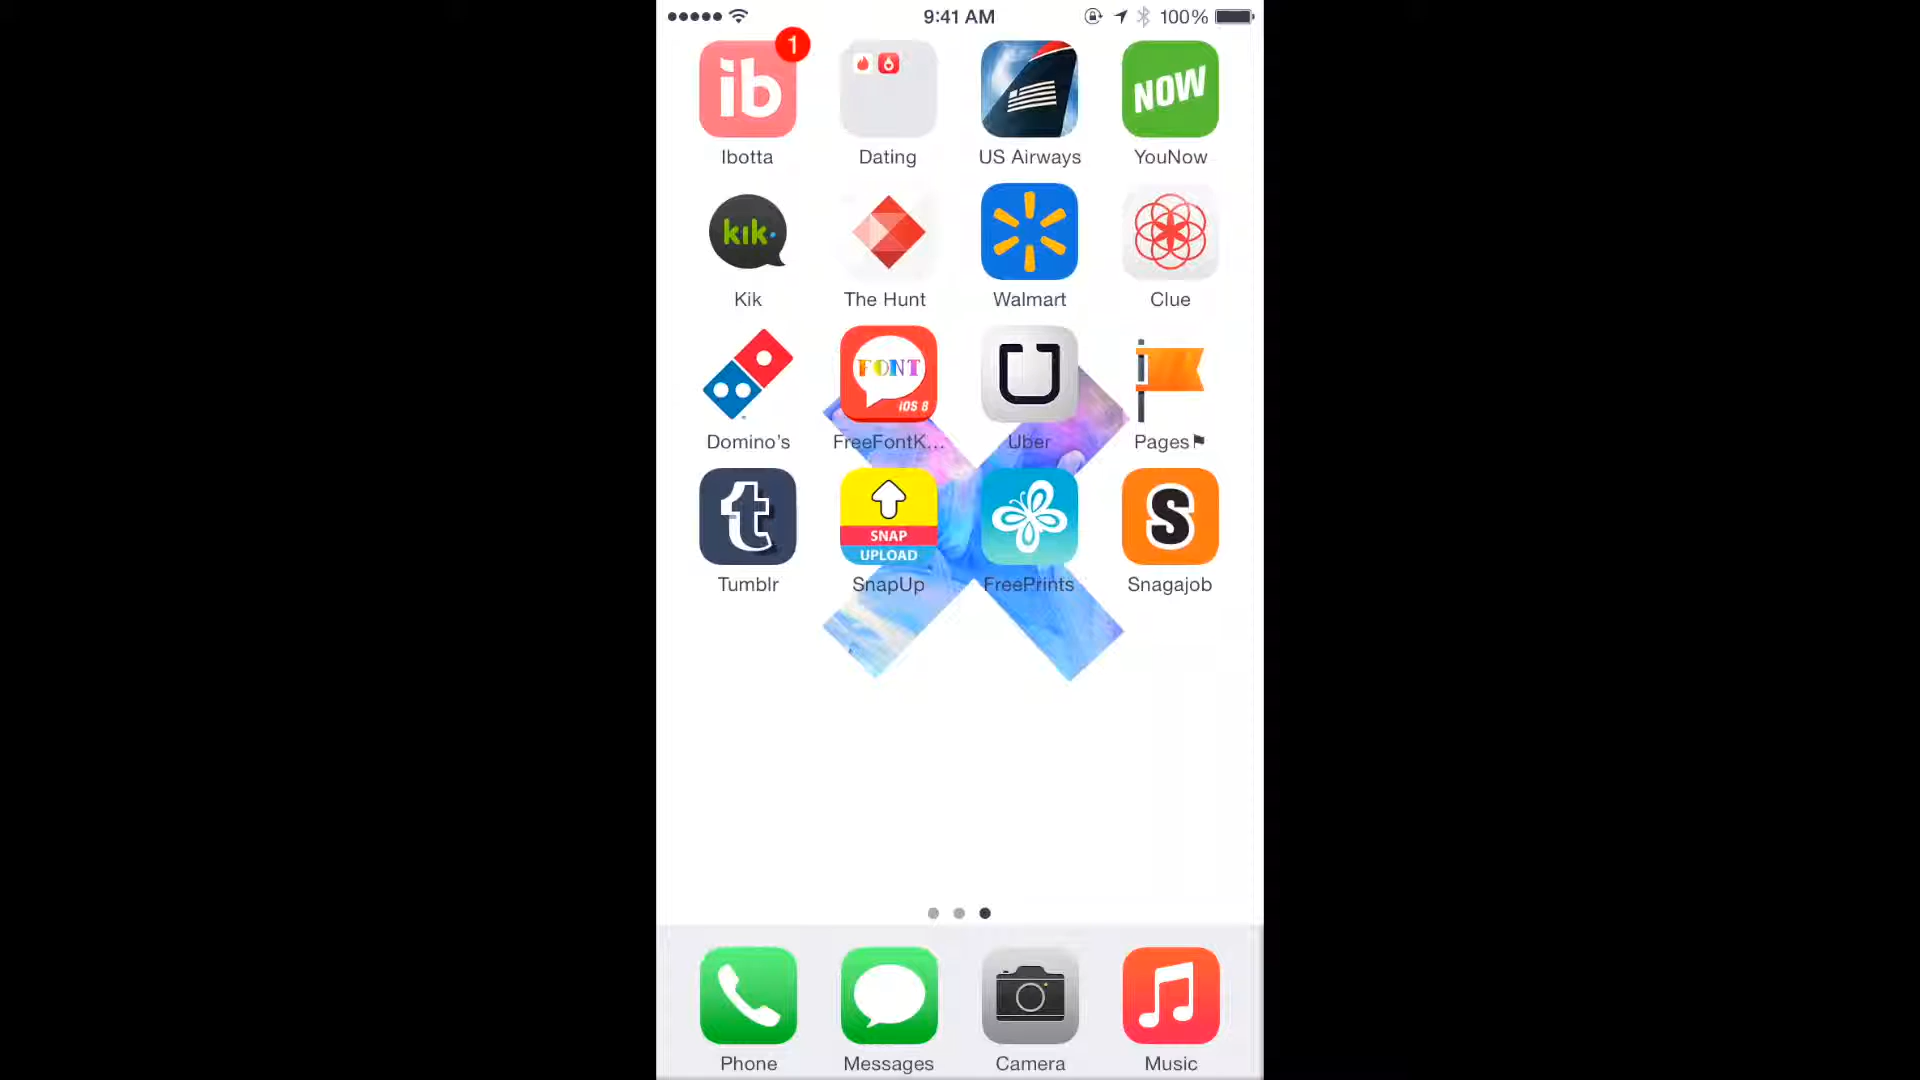 9:41 AM 100%
1
ib NOW
Ibotta Dating US Airways YouNow
kik
Kik The Hunt Walmart Clue
FONT
iOS 8
Domino's FreeFontK... Uber Pages
t SNAP S
UPLOAD
Tumblr SnapUp FreePrints Snagajob
Phone Messages Camera Music